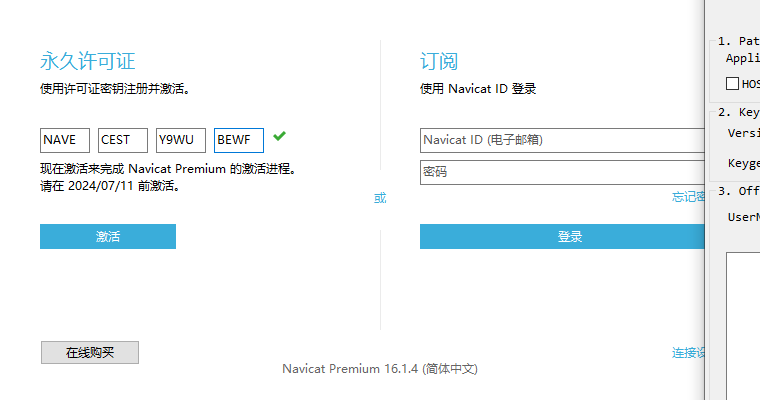 永久许可证
使用许可证密钥注册并激活。
NAVE CEST Y9WU BEWF
现在激活来完成 Navicat Premium 的激活进程。
请在 2024/07/11 前激活。
激活
在线购买
或
订阅
使用 Navicat ID 登录
Navicat ID (电子邮箱)
密码
忘记
登录
连接
Navicat Premium 16.1.4 (简体中文)
1. Pat
Appli
HOS
2. Key
Versi
Keyge
3. Off
UserN